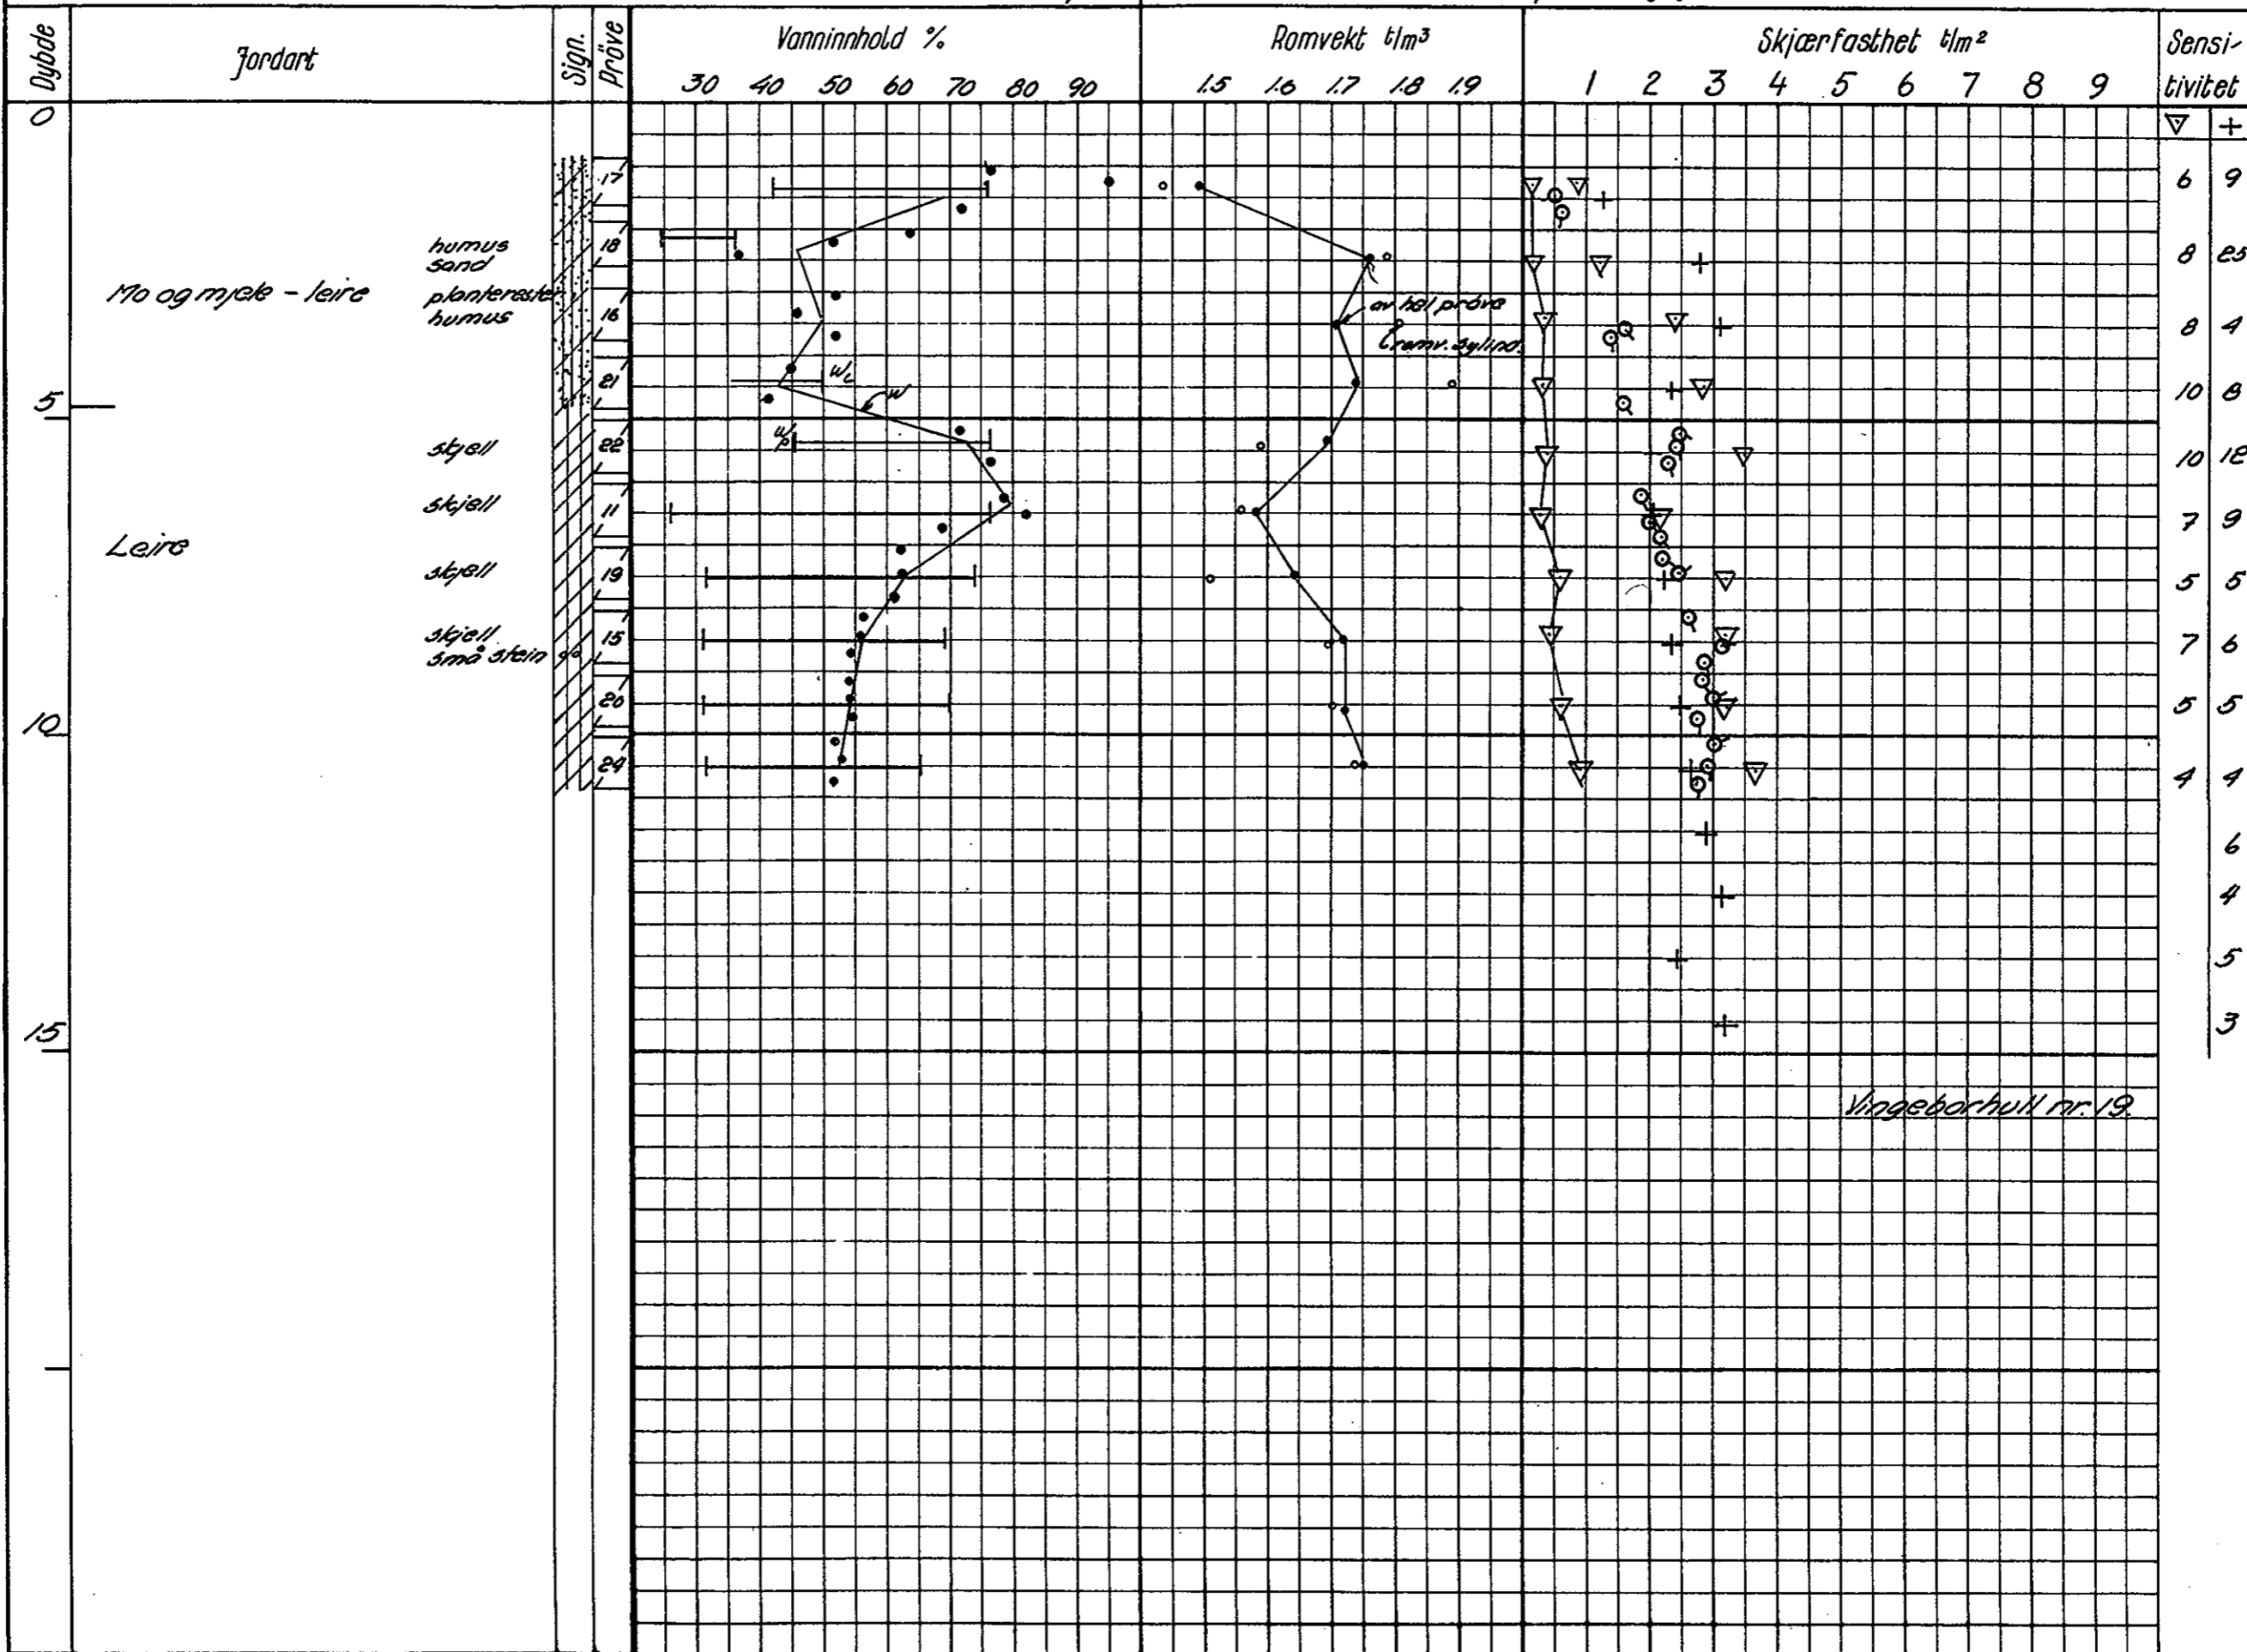 Dybde Jordart Sign. Pröve Vanninnhold % Romvekt t/m³ Skjærfasthet t/m² Sensi-
tivitet
30 40 50 60 70 80 90 1.5 1.6 1.7 1.8 1.9 1 2 3 4 5 6 7 8 9
0
+
17 6 9
humus 18 8 25
sand
Mo og mjele - leire planterester
humus 16 av hel pröve 8 4
romv. sylind.
21 WL 10 8
5 W
Wp
skjell 22 10 12
skjell 11 7 9
Leire
skjell 19 5 5
skjell 15 7 6
små stein
20 5 5
10
24 4 4
6
4
5
15 3
Vingeborhull nr. 19.